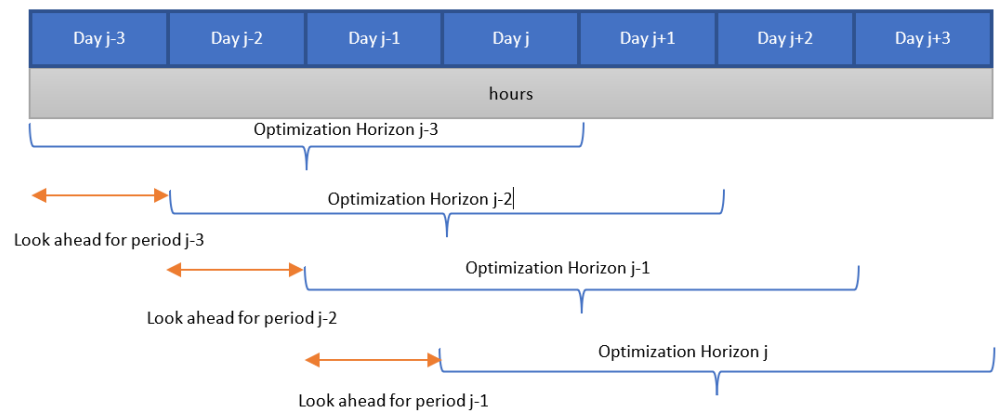 Day j-3 Day j-2 Day j-1 Day j Day j+1 Day j+2 Day j+3
hours
Optimization Horizon j-3
Optimization Horizon j-2
Look ahead for period j-3
Optimization Horizon j-1
Look ahead for period j-2
Optimization Horizon j
Look ahead for period j-1